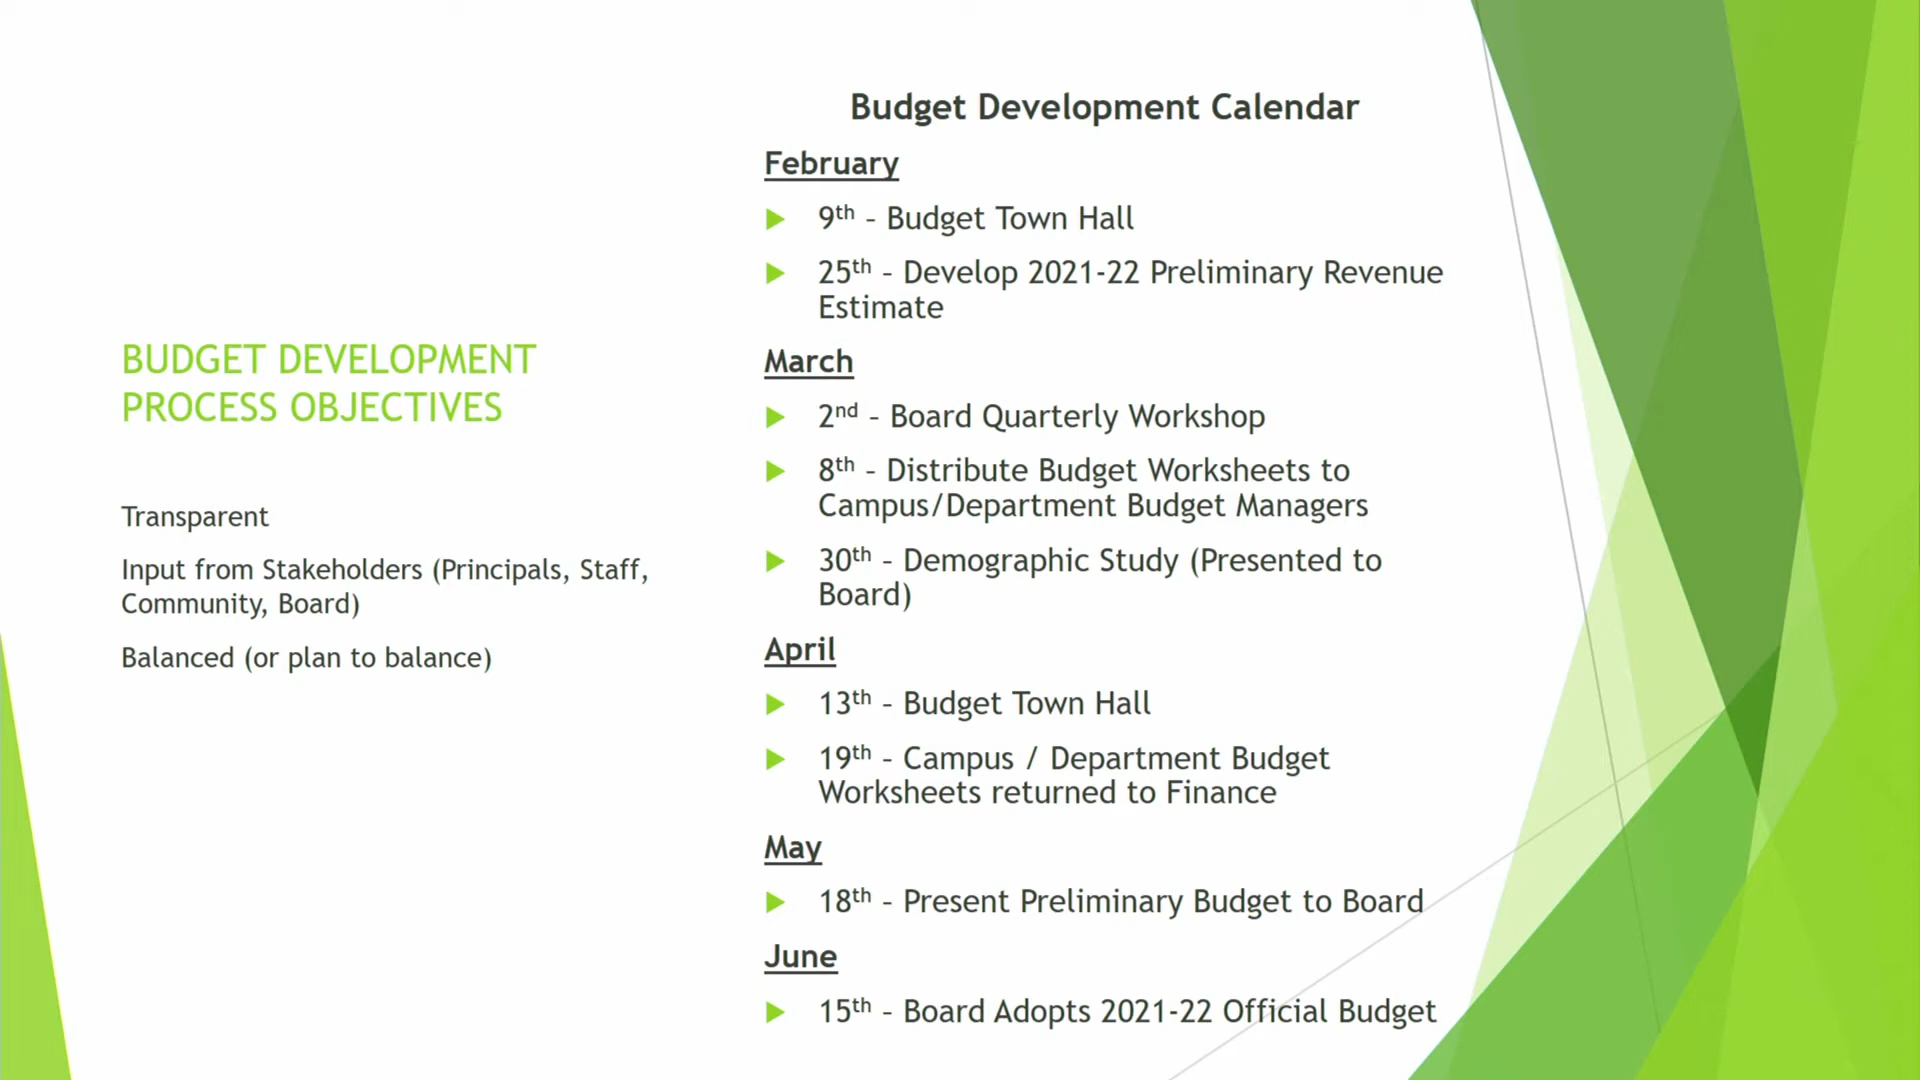 BUDGET DEVELOPMENT
PROCESS OBJECTIVES
Transparent
Input from Stakeholders (Principals, Staff,
Community, Board)
Balanced (or plan to balance)
Budget Development Calendar
February
9th - Budget Town Hall
25th - Develop 2021-22 Preliminary Revenue
Estimate
March
2nd - Board Quarterly Workshop
8th - Distribute Budget Worksheets to
Campus/Department Budget Managers
30th - Demographic Study (Presented to
Board)
April
13th - Budget Town Hall
19th - Campus / Department Budget
Worksheets returned to Finance
May
18th - Present Preliminary Budget to Board
June
15th - Board Adopts 2021-22 Official Budget